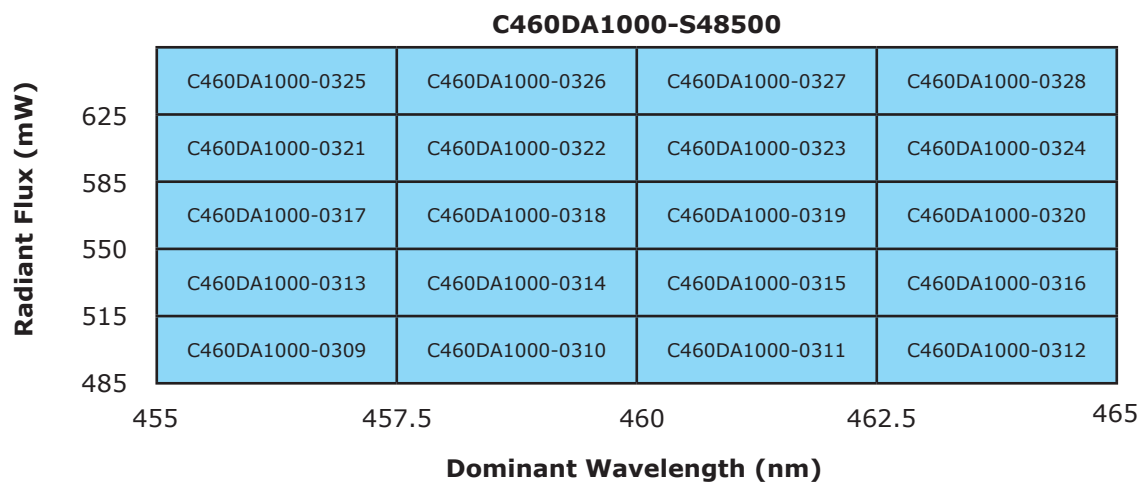 C460DA1000-S48500
Radiant Flux (mW)
C460DA1000-0325 C460DA1000-0326 C460DA1000-0327 C460DA1000-0328
625
C460DA1000-0321 C460DA1000-0322 C460DA1000-0323 C460DA1000-0324
585
C460DA1000-0317 C460DA1000-0318 C460DA1000-0319 C460DA1000-0320
550
C460DA1000-0313 C460DA1000-0314 C460DA1000-0315 C460DA1000-0316
515
C460DA1000-0309 C460DA1000-0310 C460DA1000-0311 C460DA1000-0312
485
455 457.5 460 462.5 465
Dominant Wavelength (nm)